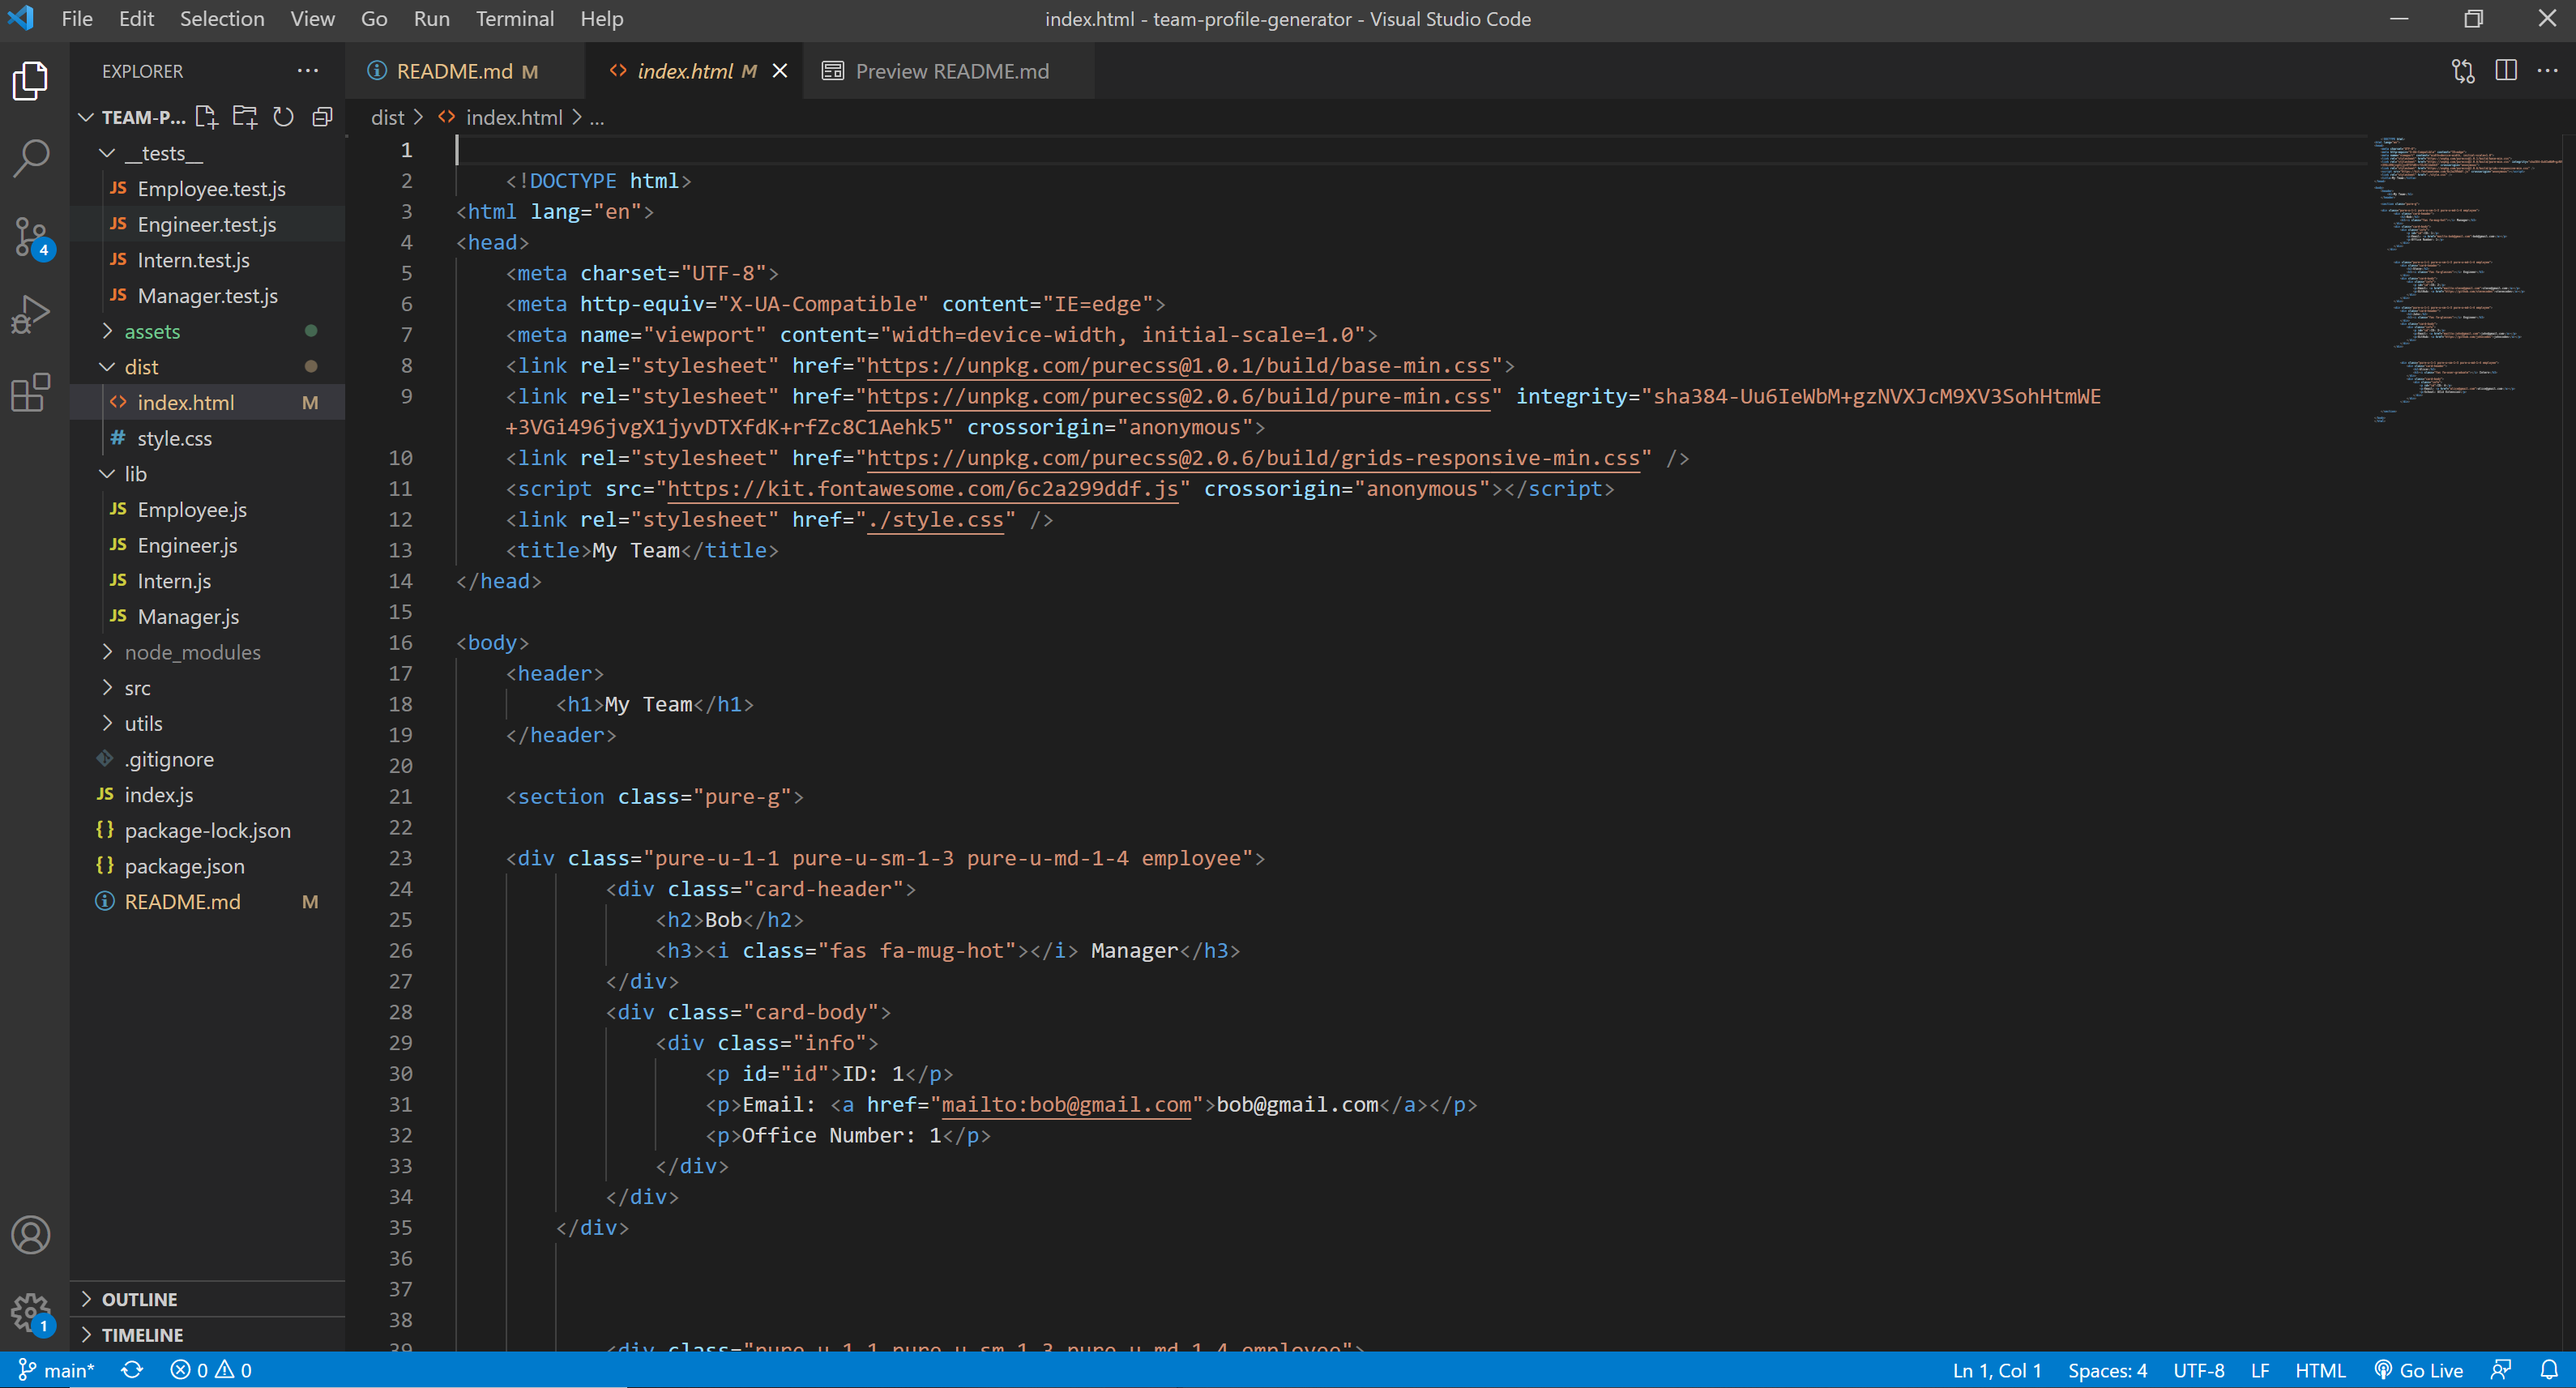 File Edit Selection View Go Run Terminal Help
index.html - team-profile-generator - Visual Studio Code
EXPLORER
TEAM-P...
__tests__
JS Employee.test.js
JS Engineer.test.js
JS Intern.test.js
JS Manager.test.js
assets
dist
index.html M
# style.css
lib
JS Employee.js
JS Engineer.js
JS Intern.js
JS Manager.js
node_modules
src
utils
.gitignore
JS index.js
{} package-lock.json
{} package.json
README.md M
OUTLINE
TIMELINE
4
1
README.md M
index.html M
Preview README.md
dist > index.html > ...
1
2 <!DOCTYPE html>
3 <html lang="en">
4 <head>
5 <meta charset="UTF-8">
6 <meta http-equiv="X-UA-Compatible" content="IE=edge">
7 <meta name="viewport" content="width=device-width, initial-scale=1.0">
8 <link rel="stylesheet" href="https://unpkg.com/purecss@1.0.1/build/base-min.css">
9 <link rel="stylesheet" href="https://unpkg.com/purecss@2.0.6/build/pure-min.css" integrity="sha384-Uu6IeWbM+gzNVXJcM9XV3SohHtmWE
+3VGi496jvgX1jyvDTXfdK+rfZc8C1Aehk5" crossorigin="anonymous">
10 <link rel="stylesheet" href="https://unpkg.com/purecss@2.0.6/build/grids-responsive-min.css" />
11 <script src="https://kit.fontawesome.com/6c2a299ddf.js" crossorigin="anonymous"></script>
12 <link rel="stylesheet" href="./style.css" />
13 <title>My Team</title>
14 </head>
15
16 <body>
17 <header>
18 <h1>My Team</h1>
19 </header>
20
21 <section class="pure-g">
22
23 <div class="pure-u-1-1 pure-u-sm-1-3 pure-u-md-1-4 employee">
24 <div class="card-header">
25 <h2>Bob</h2>
26 <h3><i class="fas fa-mug-hot"></i> Manager</h3>
27 </div>
28 <div class="card-body">
29 <div class="info">
30 <p id="id">ID: 1</p>
31 <p>Email: <a href="mailto:bob@gmail.com">bob@gmail.com</a></p>
32 <p>Office Number: 1</p>
33 </div>
34 </div>
35 </div>
36
37
38
39 <div class="pure-u-1-1 pure-u-sm-1-3 pure-u-md-1-4 employee">
main* 0 0
Ln 1, Col 1 Spaces: 4 UTF-8 LF HTML Go Live